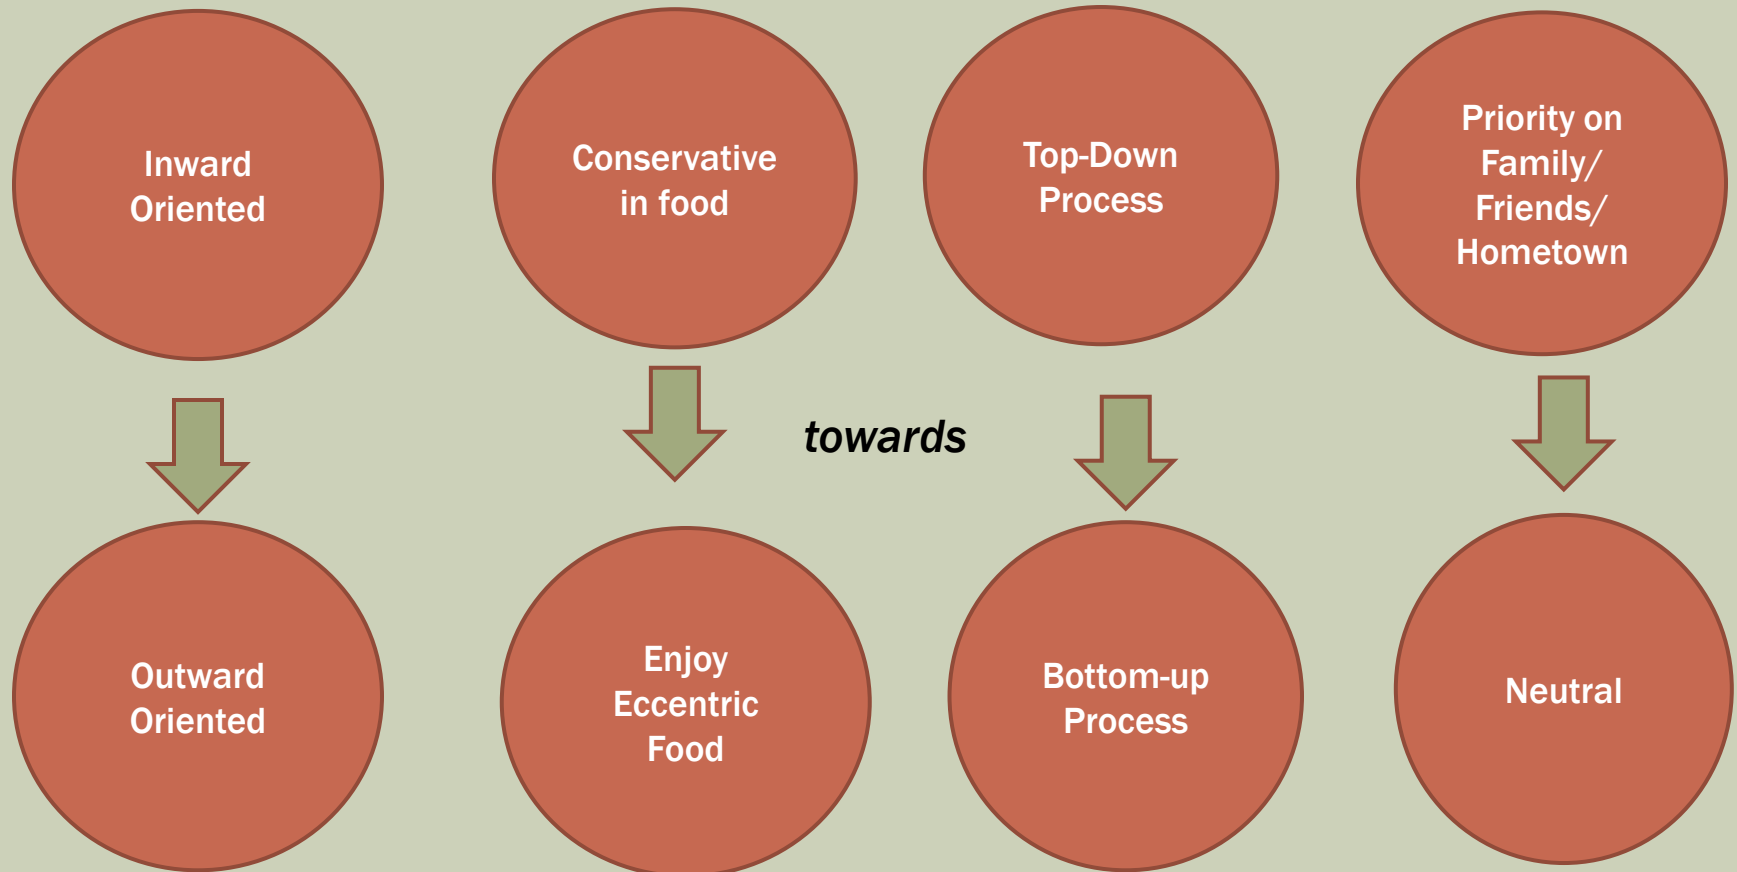 Inward
Oriented
Conservative
in food
Top-Down
Process
Priority on
Family/
Friends/
Hometown
towards
Outward
Oriented
Enjoy
Eccentric
Food
Bottom-up
Process
Neutral